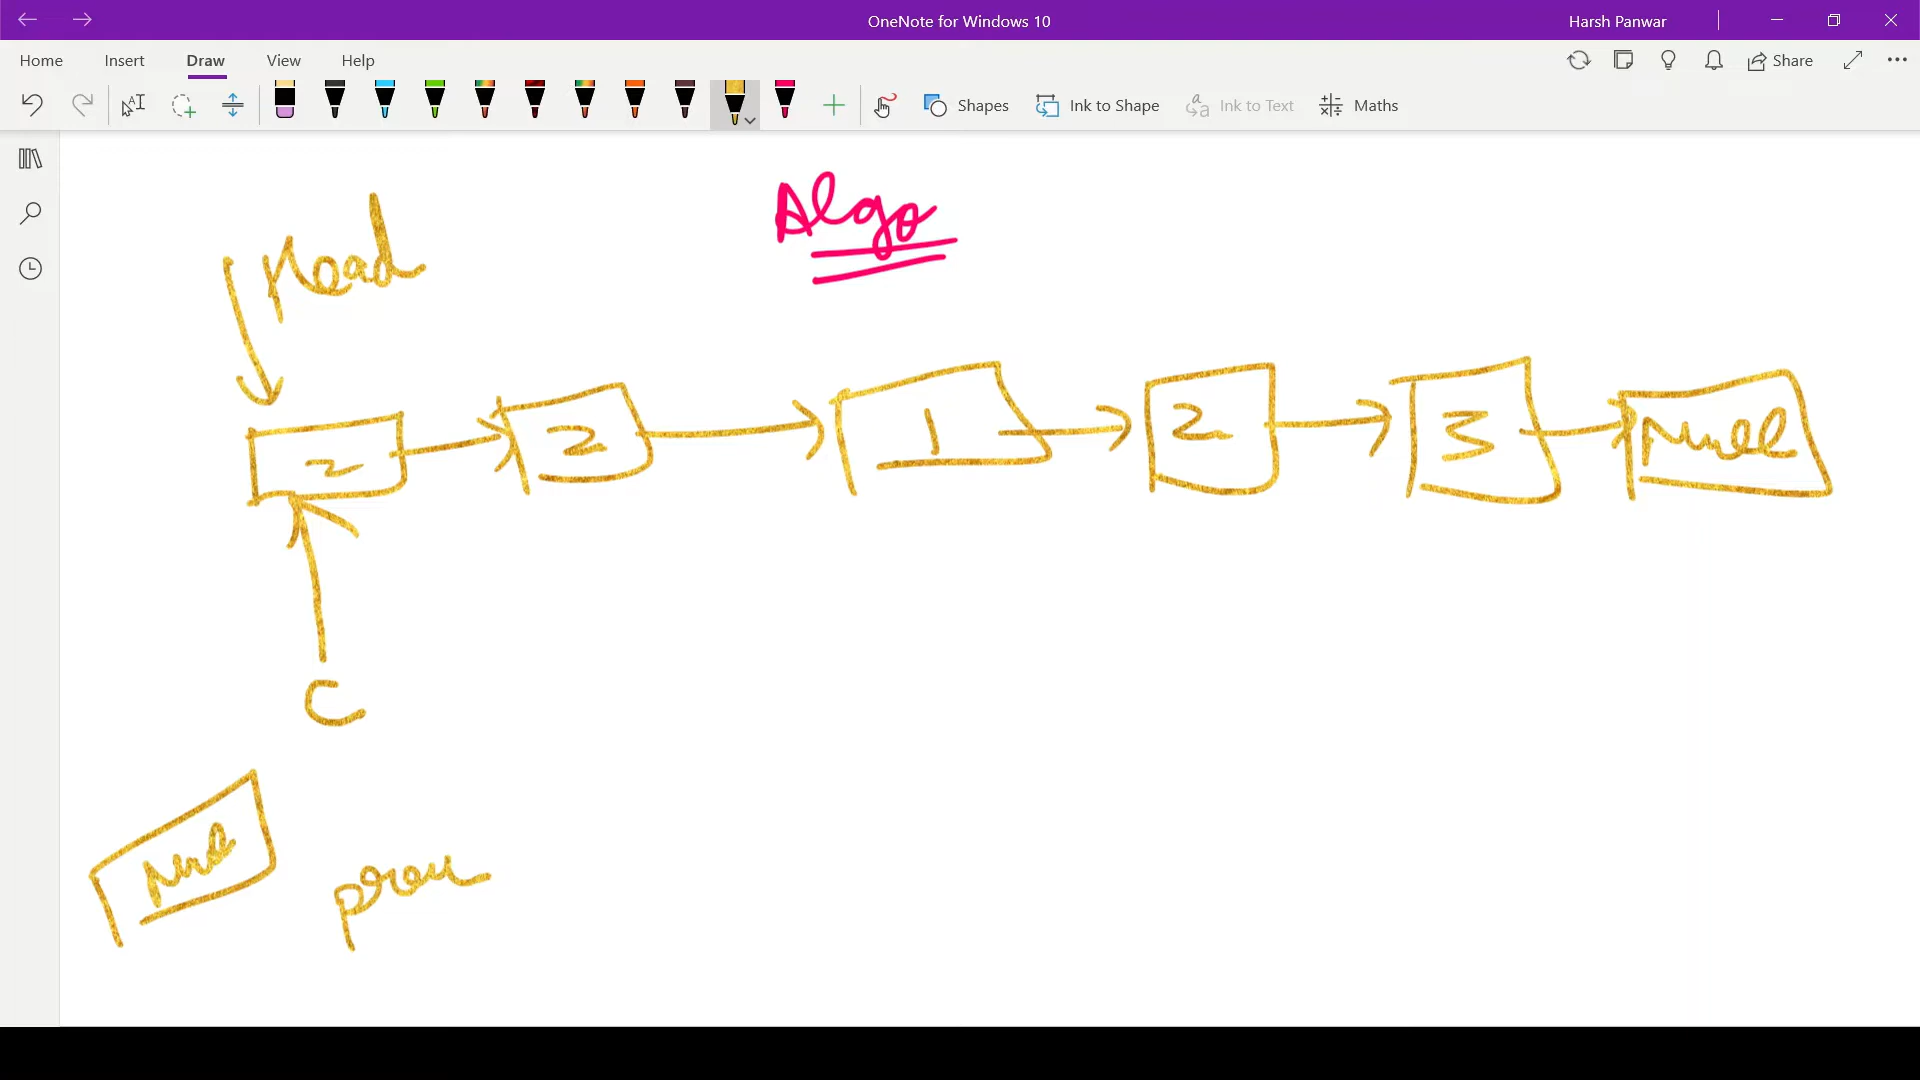 OneNote for Windows 10
Harsh Panwar
Home Insert Draw View Help
Share
Shapes Ink to Shape Ink to Text Maths
Algo
Head
2 2 1 2 3 Null
C
Null
prev